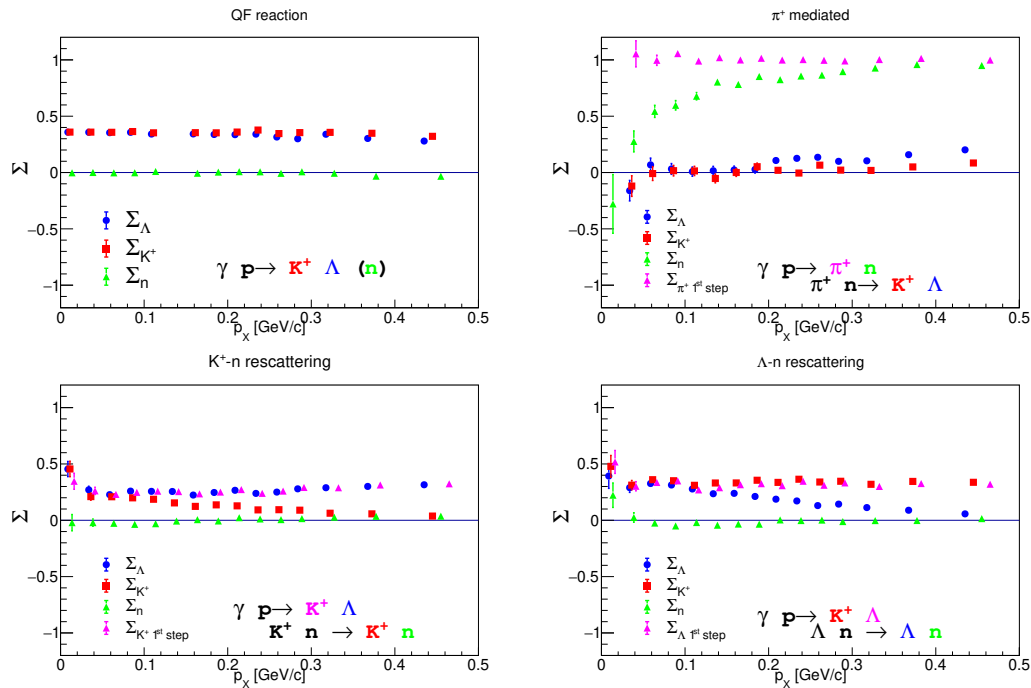 QF reaction
1
0.5
0
−0.5
−1
Σ
Σ_Λ
Σ_K⁺
Σ_n
γ p→ K⁺ Λ (n)
0 0.1 0.2 0.3 0.4 0.5
p_X [GeV/c]
π⁺ mediated
1
0.5
0
−0.5
−1
Σ
Σ_Λ
Σ_K⁺
Σ_n
Σ_π⁺ 1ˢᵗ step
γ p→ π⁺ n
π⁺ n→ K⁺ Λ
0 0.1 0.2 0.3 0.4 0.5
p_X [GeV/c]
K⁺-n rescattering
1
0.5
0
−0.5
−1
Σ
Σ_Λ
Σ_K⁺
Σ_n
Σ_K⁺ 1ˢᵗ step
γ p→ K⁺ Λ
K⁺ n → K⁺ n
0 0.1 0.2 0.3 0.4 0.5
p_X [GeV/c]
Λ-n rescattering
1
0.5
0
−0.5
−1
Σ
Σ_Λ
Σ_K⁺
Σ_n
Σ_Λ 1ˢᵗ step
γ p→ K⁺ Λ
Λ n → Λ n
0 0.1 0.2 0.3 0.4 0.5
p_X [GeV/c]